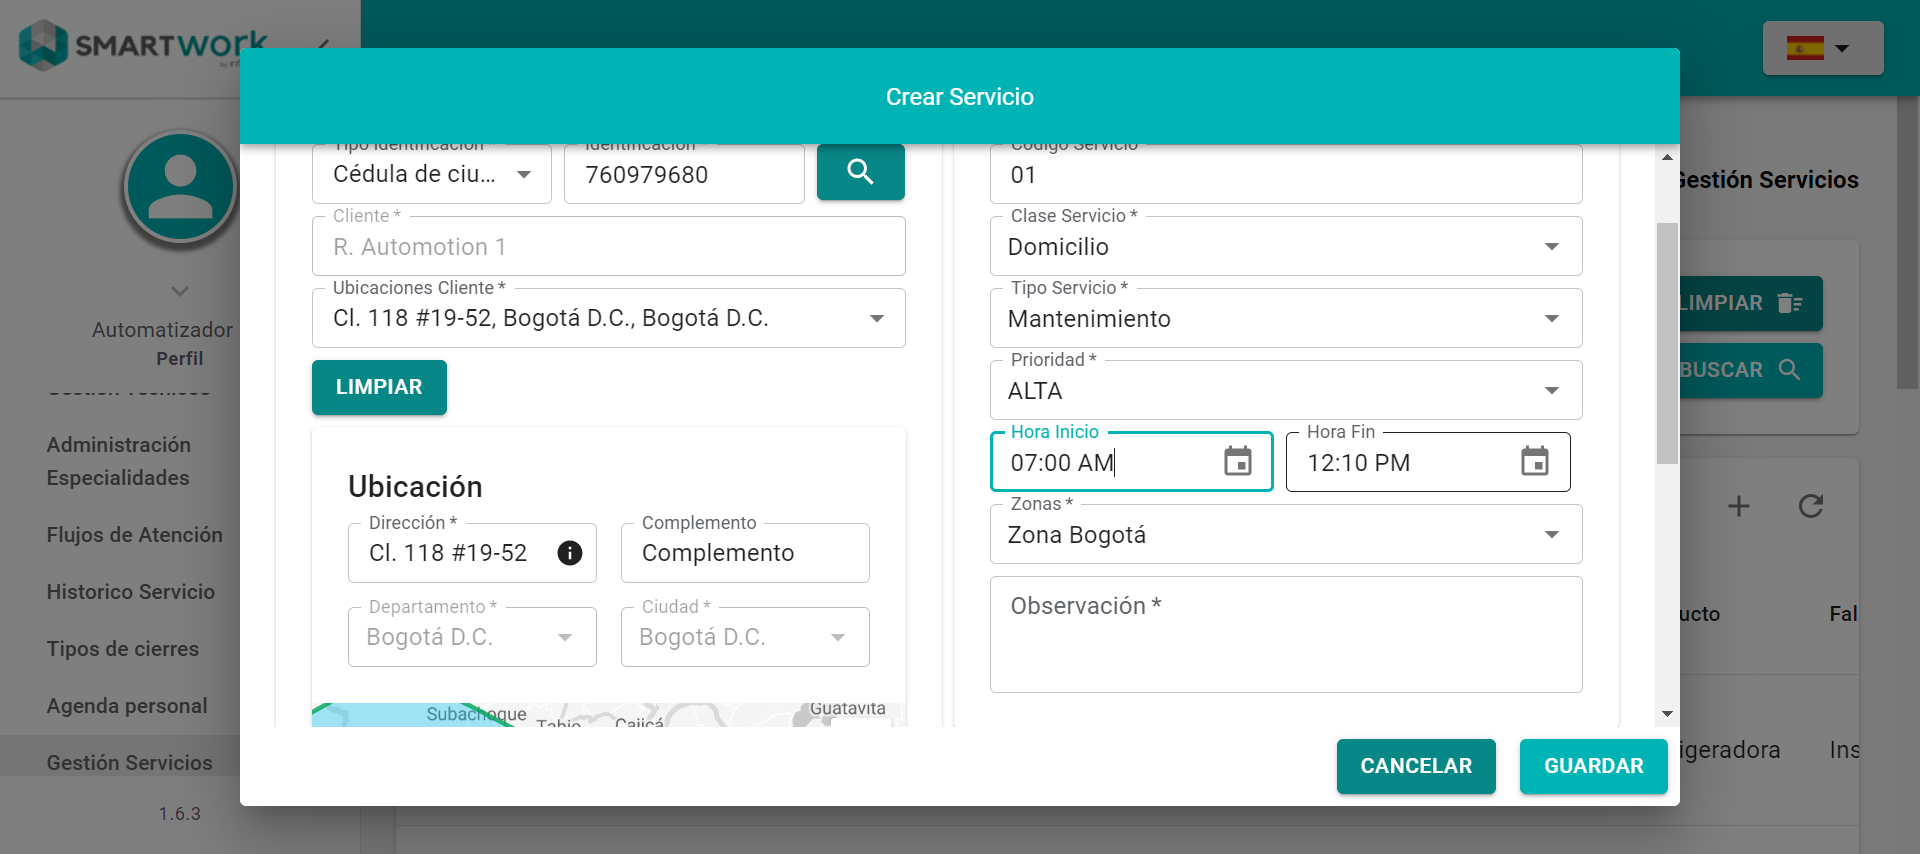 SMARTWORK
Automatizador
Perfil
Gestión Técnicos
Administración
Especialidades
Flujos de Atención
Historico Servicio
Tipos de cierres
Agenda personal
Gestión Servicios
1.6.3
Crear Servicio
Tipo Identificación *
Cédula de ciu...
Identificación *
760979680
Cliente *
R. Automotion 1
Ubicaciones Cliente *
Cl. 118 #19-52, Bogotá D.C., Bogotá D.C.
LIMPIAR
Ubicación
Dirección *
Cl. 118 #19-52
Complemento
Complemento
Departamento *
Bogotá D.C.
Ciudad *
Bogotá D.C.
Subachoque
Tabio
Cajicá
Guatavita
Código Servicio
01
Clase Servicio *
Domicilio
Tipo Servicio *
Mantenimiento
Prioridad *
ALTA
Hora Inicio
07:00 AM
Hora Fin
12:10 PM
Zonas *
Zona Bogotá
Observación *
CANCELAR
GUARDAR
Gestión Servicios
LIMPIAR
BUSCAR
ucto
Fal
igeradora
Ins